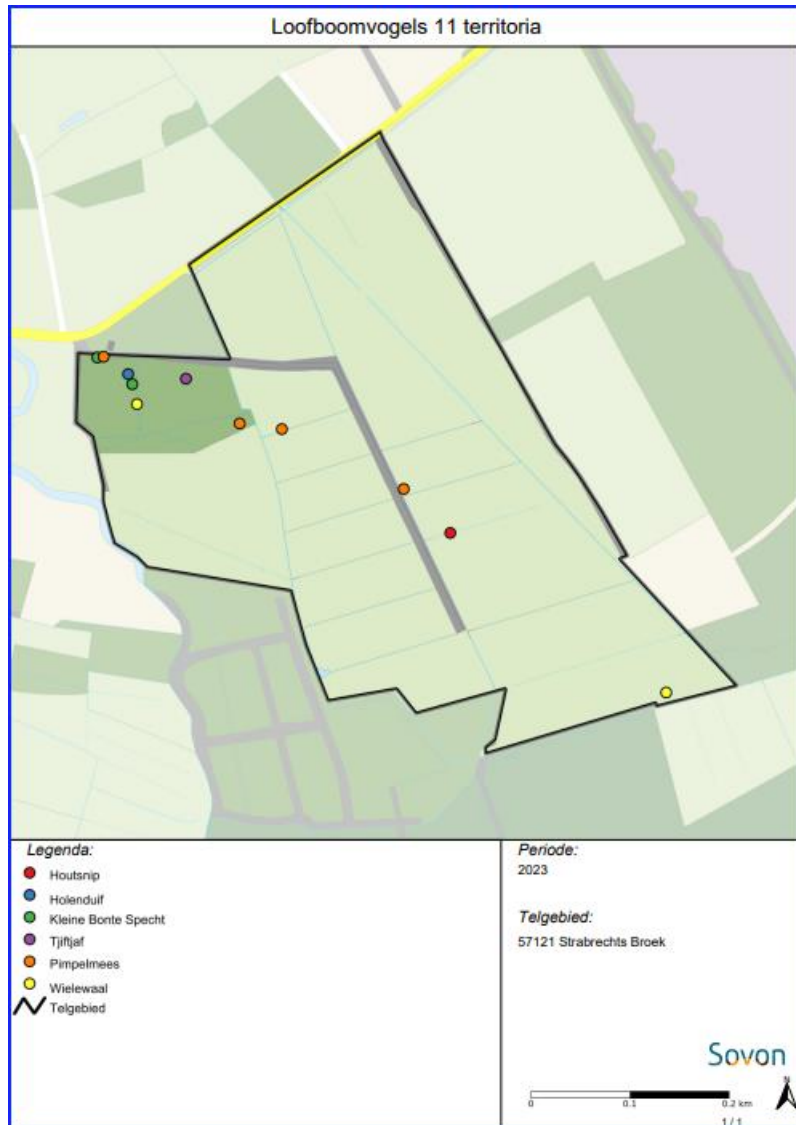 Loofboomvogels 11 territoria
Legenda:
Houtsnip
Holenduif
Kleine Bonte Specht
Tjiftjaf
Pimpelmees
Wielewaal
Telgebied
Periode:
2023
Telgebied:
57121 Strabrechts Broek
Sovon
N
0 0.1 0.2 km
1 / 1